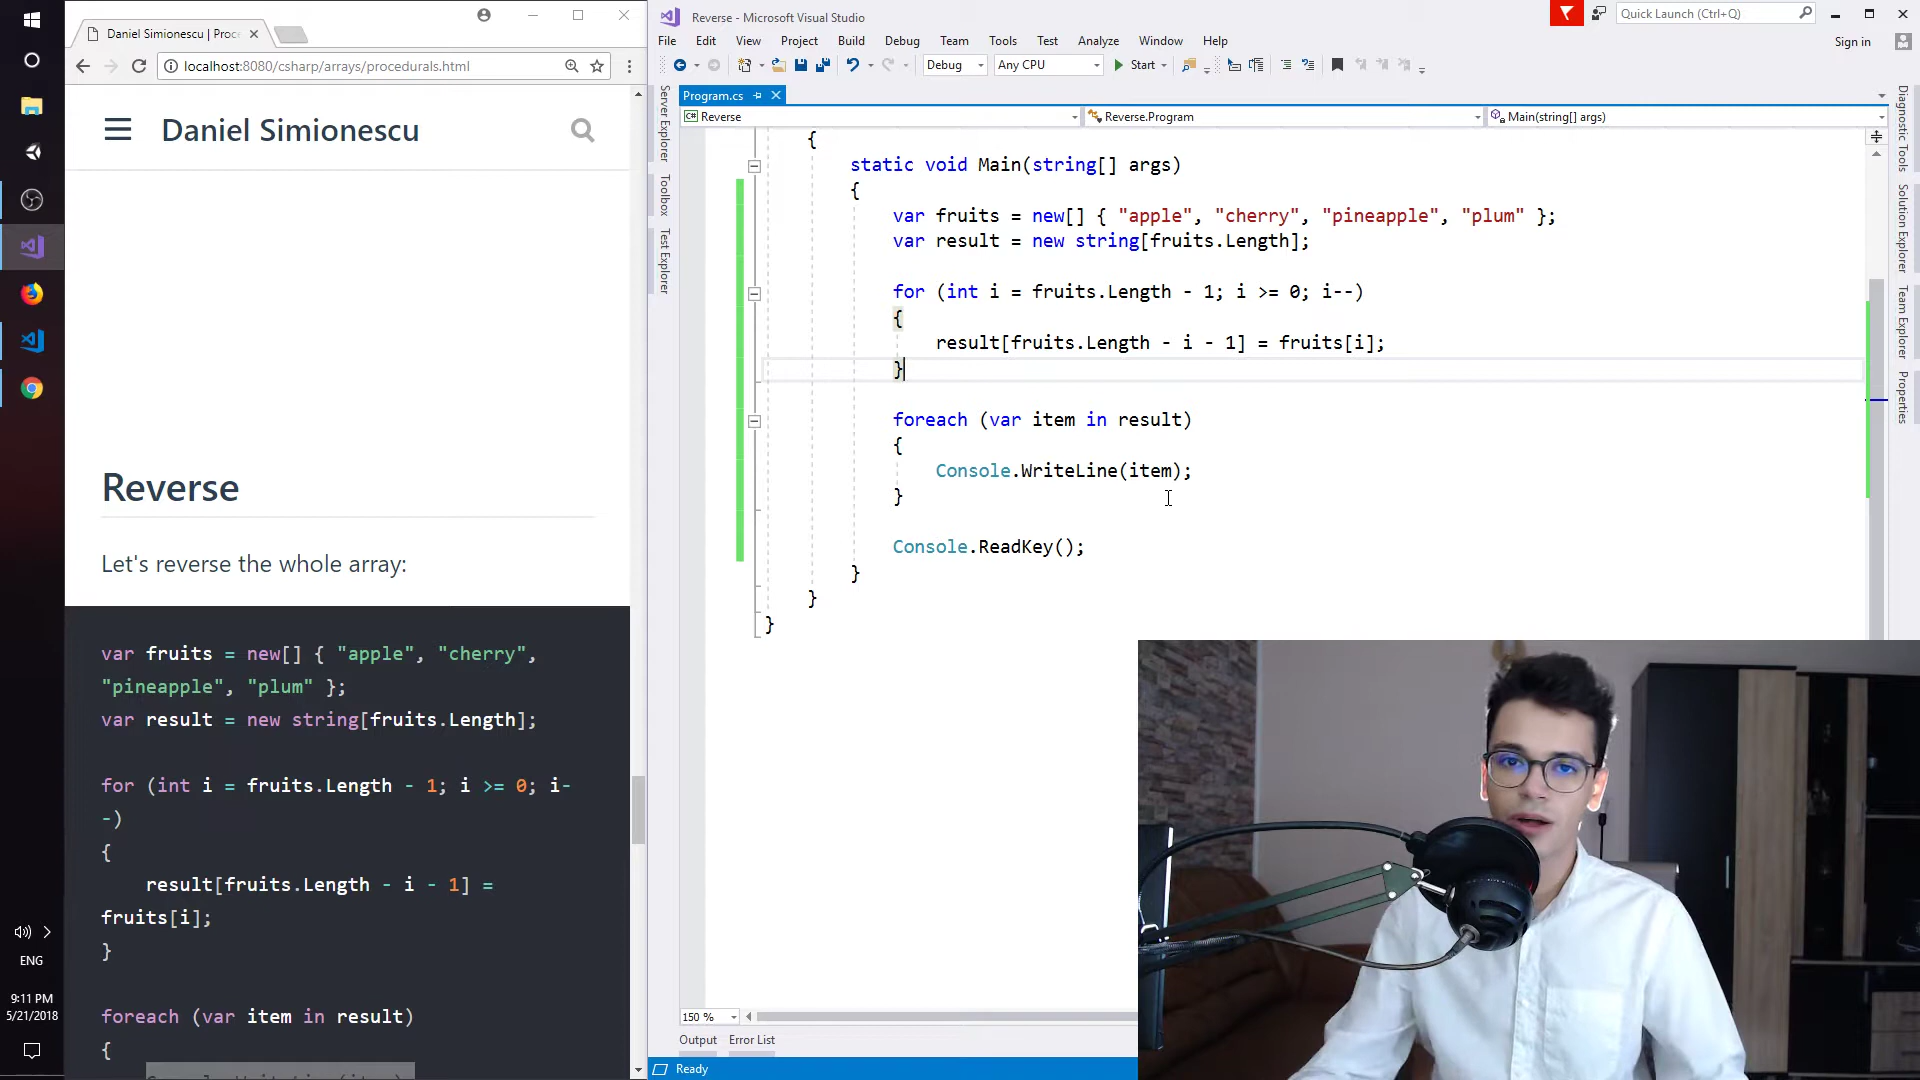 Daniel Simionescu | Proc
localhost:8080/csharp/arrays/procedurals.html
Daniel Simionescu
Reverse
Let's reverse the whole array:
var fruits = new[] { "apple", "cherry",
"pineapple", "plum" };
var result = new string[fruits.Length];
for (int i = fruits.Length - 1; i >= 0; i-
-)
{
result[fruits.Length - i - 1] =
fruits[i];
}
foreach (var item in result)
{
ENG
9:11 PM
5/21/2018
Reverse - Microsoft Visual Studio
Quick Launch (Ctrl+Q)
File Edit View Project Build Debug Team Tools Test Analyze Window Help
Sign in
Debug Any CPU Start
Program.cs
Reverse Reverse.Program Main(string[] args)
Server Explorer
Toolbox
Test Explorer
{
static void Main(string[] args)
{
var fruits = new[] { "apple", "cherry", "pineapple", "plum" };
var result = new string[fruits.Length];
for (int i = fruits.Length - 1; i >= 0; i--)
{
result[fruits.Length - i - 1] = fruits[i];
}
foreach (var item in result)
{
Console.WriteLine(item);
}
Console.ReadKey();
}
}
}
150 %
Output Error List
Ready
Diagnostic Tools
Solution Explorer
Team Explorer
Properties